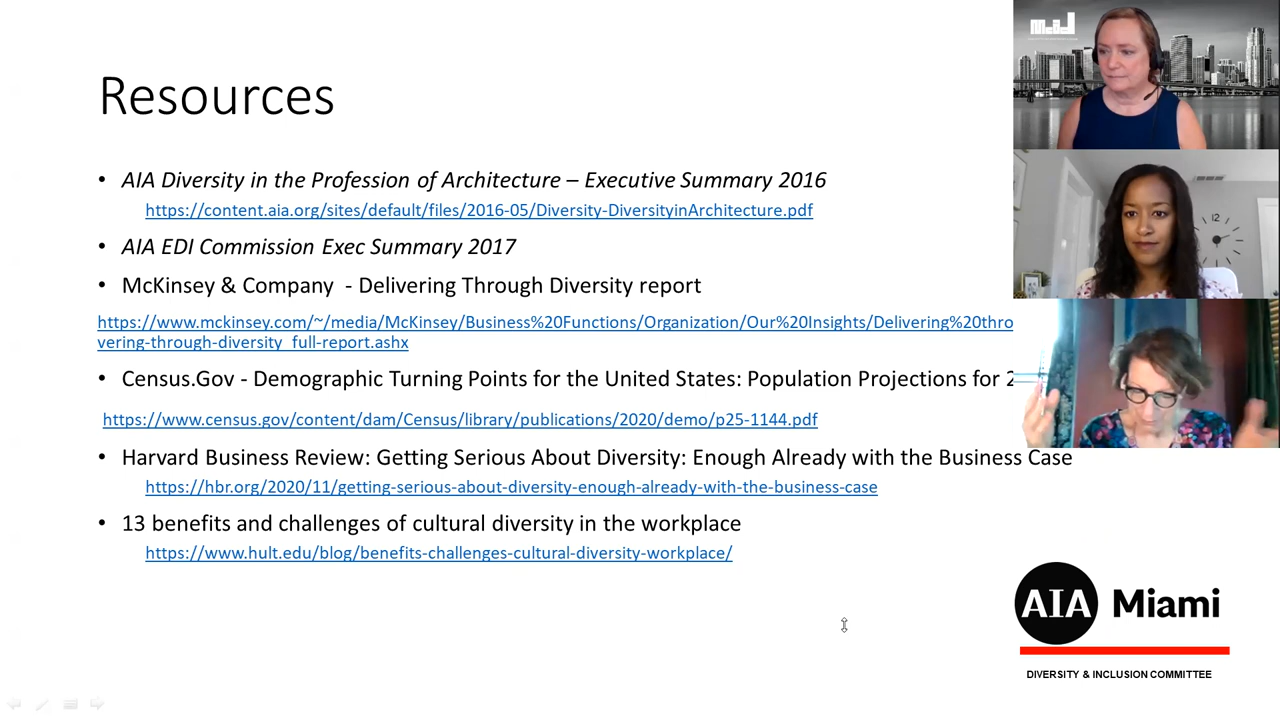 Resources
• AIA Diversity in the Profession of Architecture – Executive Summary 2016
https://content.aia.org/sites/default/files/2016-05/Diversity-DiversityinArchitecture.pdf
• AIA EDI Commission Exec Summary 2017
• McKinsey & Company - Delivering Through Diversity report
https://www.mckinsey.com/~/media/McKinsey/Business%20Functions/Organization/Our%20Insights/Delivering%20thro
vering-through-diversity_full-report.ashx
• Census.Gov - Demographic Turning Points for the United States: Population Projections for 2
https://www.census.gov/content/dam/Census/library/publications/2020/demo/p25-1144.pdf
• Harvard Business Review: Getting Serious About Diversity: Enough Already with the Business Case
https://hbr.org/2020/11/getting-serious-about-diversity-enough-already-with-the-business-case
• 13 benefits and challenges of cultural diversity in the workplace
https://www.hult.edu/blog/benefits-challenges-cultural-diversity-workplace/
12
AIA Miami
DIVERSITY & INCLUSION COMMITTEE